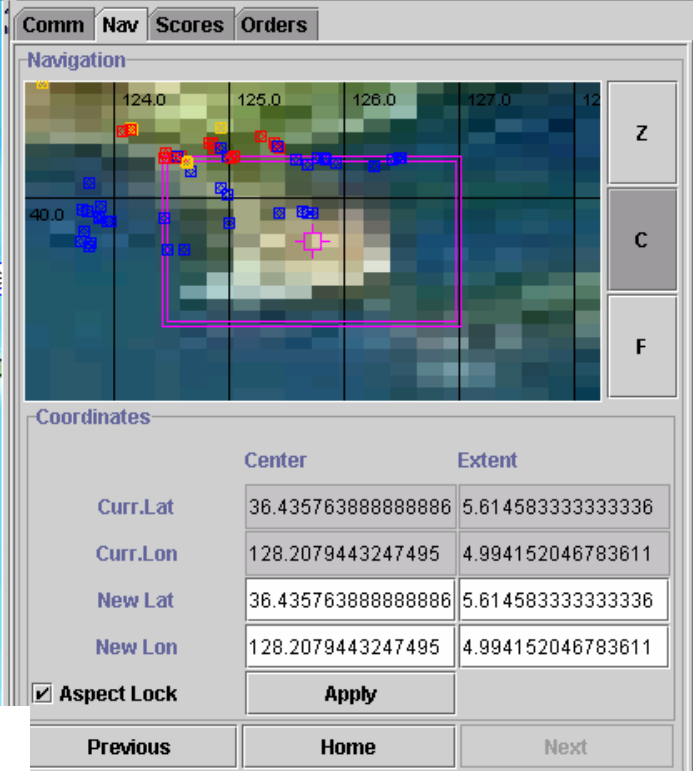 Comm Nav Scores Orders
Navigation
124.0 125.0 126.0 127.0 12
Z
40.0
C
F
Coordinates
Center Extent
Curr.Lat 36.435763888888886 5.614583333333336
Curr.Lon 128.2079443247495 4.994152046783611
New Lat 36.435763888888886 5.614583333333336
New Lon 128.2079443247495 4.994152046783611
Aspect Lock Apply
Previous Home Next